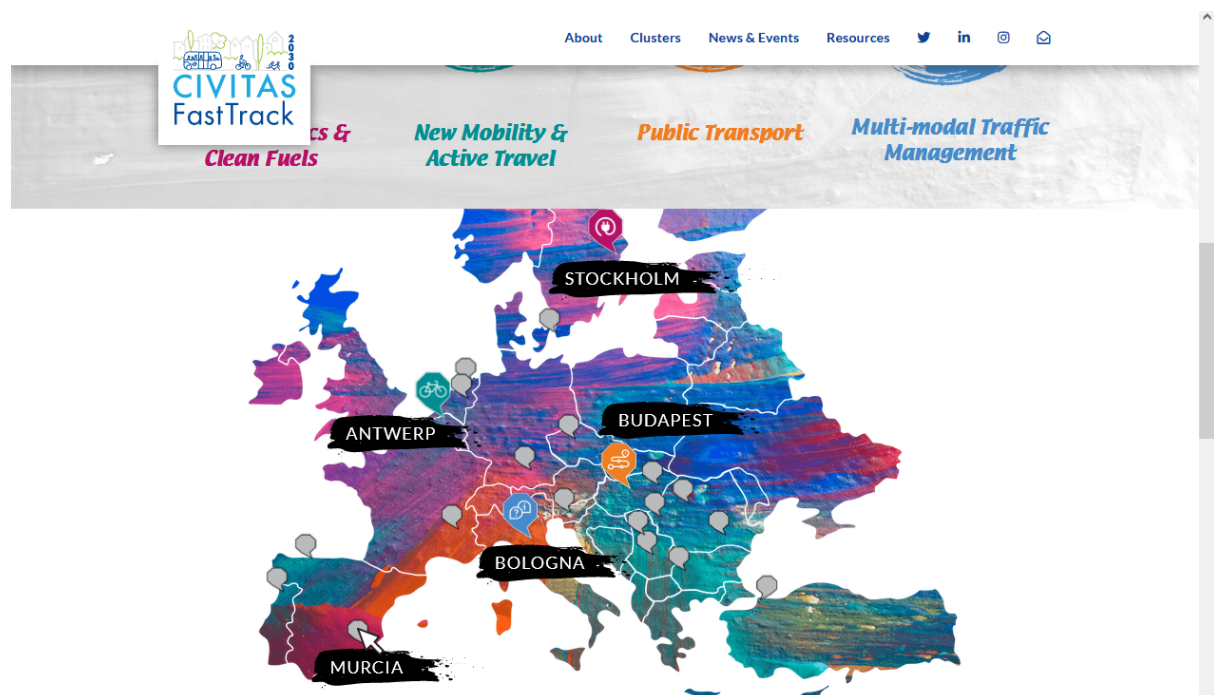 2030
CIVITAS
FastTrack
About
Clusters
News & Events
Resources
cs &
Clean Fuels
New Mobility &
Active Travel
Public Transport
Multi-modal Traffic
Management
STOCKHOLM
BUDAPEST
ANTWERP
BOLOGNA
MURCIA